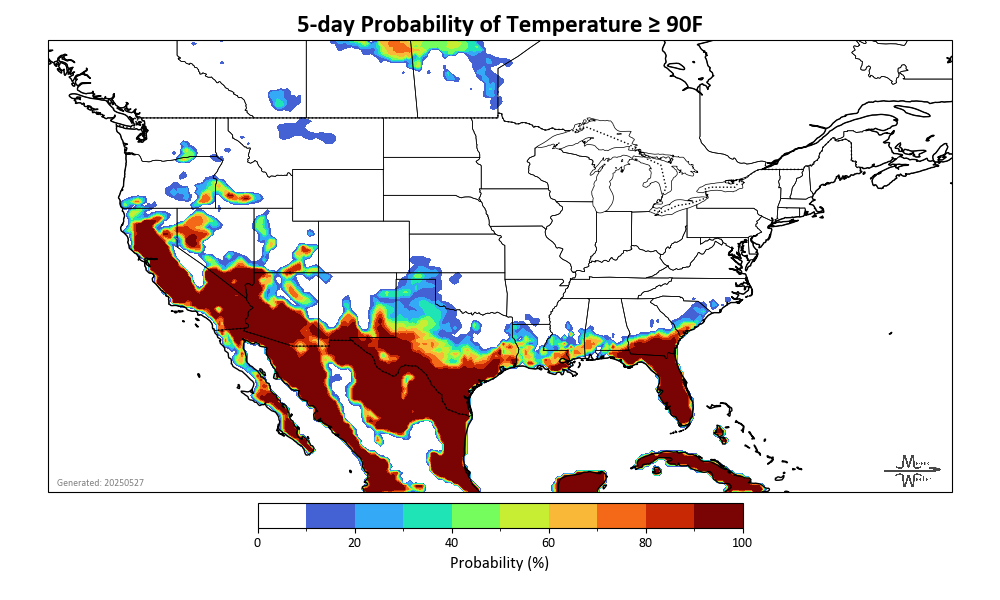 5-day Probability of Temperature ≥ 90F
Generated: 20250527
0 20 40 60 80 100
Probability (%)